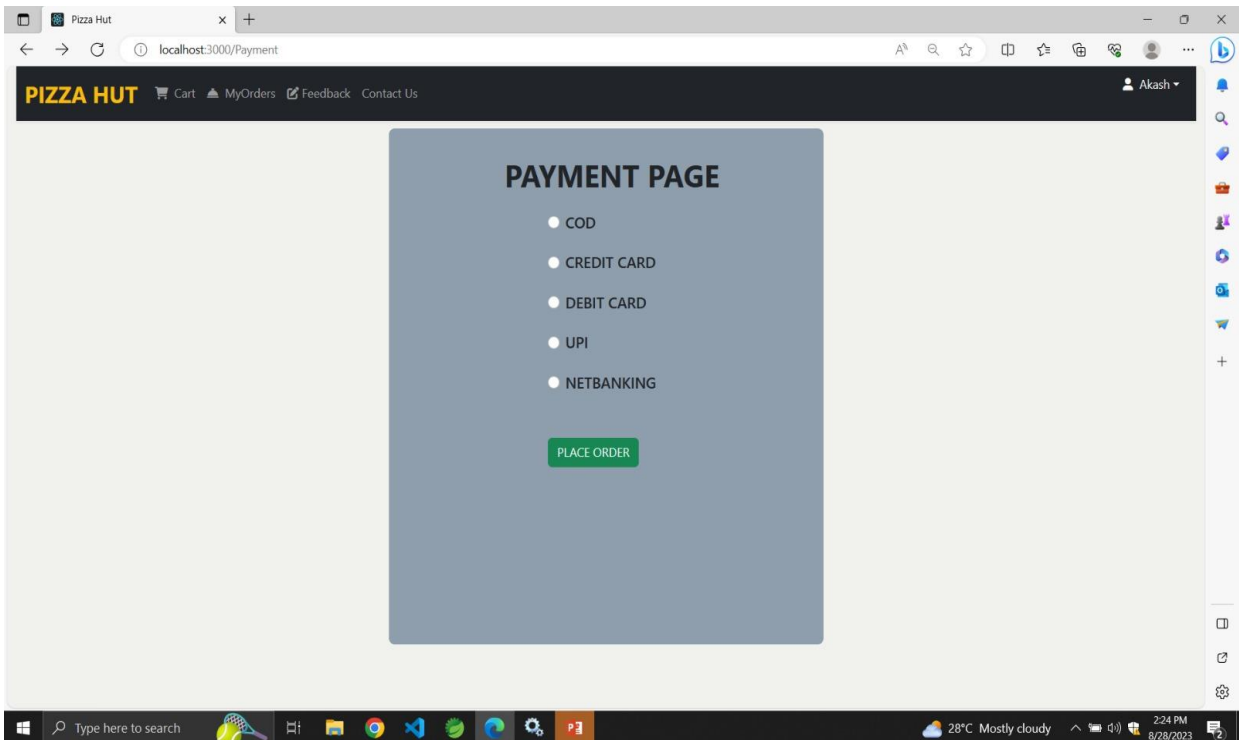 Pizza Hut
localhost:3000/Payment
PIZZA HUT Cart MyOrders Feedback Contact Us Akash
PAYMENT PAGE
COD
CREDIT CARD
DEBIT CARD
UPI
NETBANKING
PLACE ORDER
Type here to search
28°C Mostly cloudy
2:24 PM
8/28/2023
2